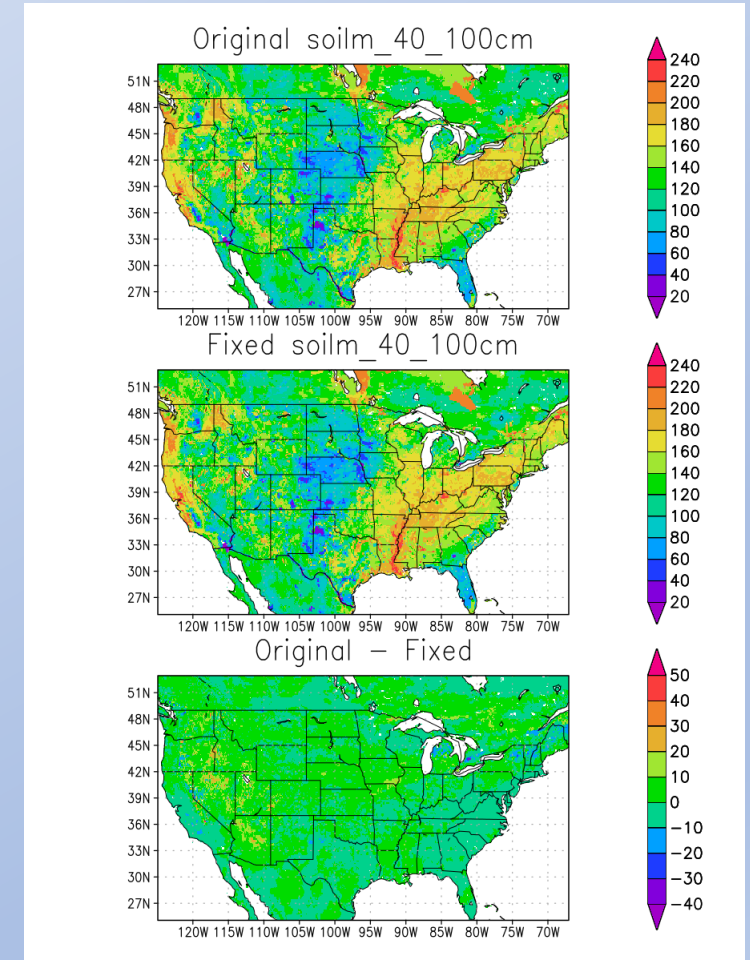 Original soilm_40_100cm
51N
48N
45N
42N
39N
36N
33N
30N
27N
120W 115W 110W 105W 100W 95W 90W 85W 80W 75W 70W
240
220
200
180
160
140
120
100
80
60
40
20
Fixed soilm_40_100cm
51N
48N
45N
42N
39N
36N
33N
30N
27N
120W 115W 110W 105W 100W 95W 90W 85W 80W 75W 70W
240
220
200
180
160
140
120
100
80
60
40
20
Original – Fixed
51N
48N
45N
42N
39N
36N
33N
30N
27N
120W 115W 110W 105W 100W 95W 90W 85W 80W 75W 70W
50
40
30
20
10
0
−10
−20
−30
−40